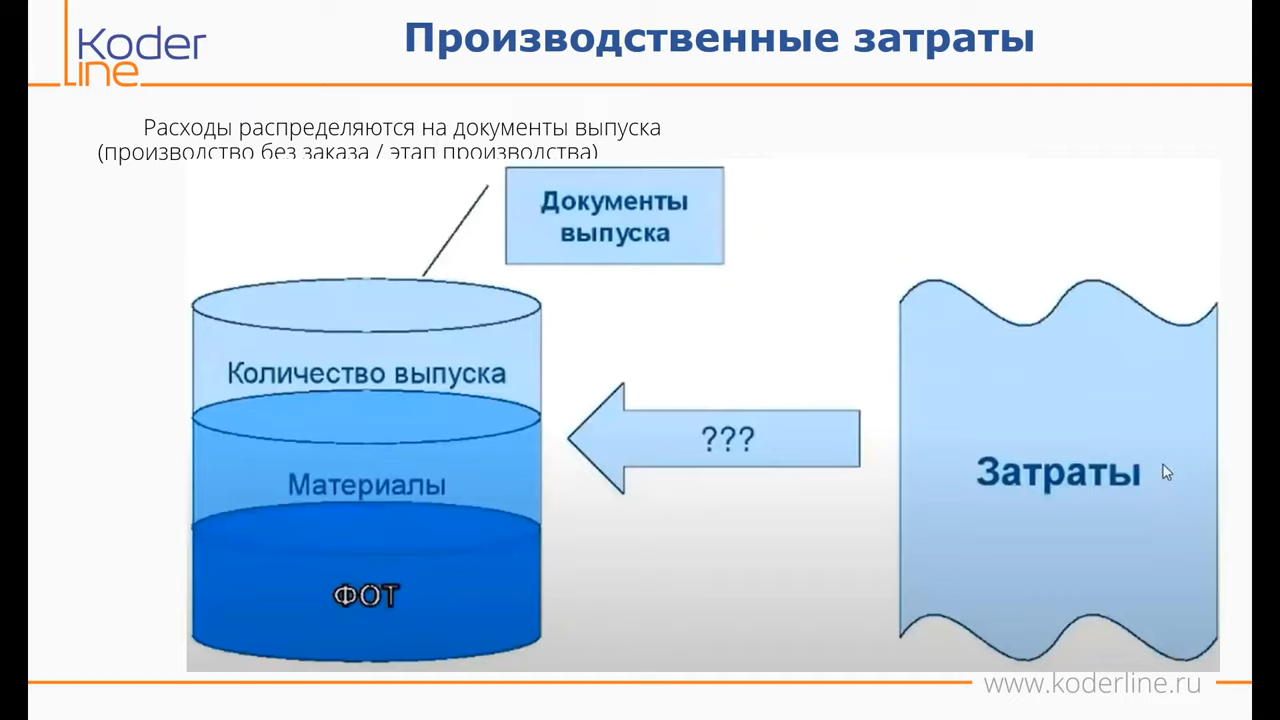 Koder
line
Производственные затраты
Расходы распределяются на документы выпуска
(производство без заказа / этап производства)
Документы
выпуска
Количество выпуска
Материалы
ФОТ
???
Затраты
www.koderline.ru